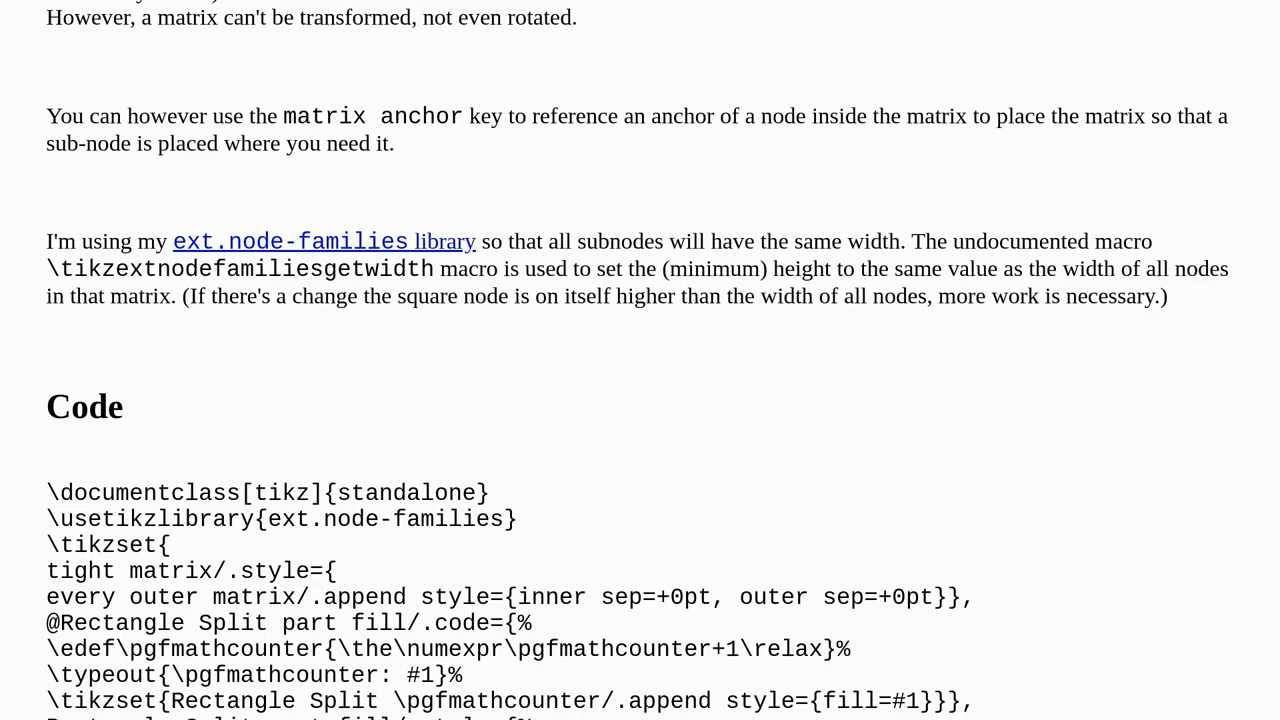 However, a matrix can't be transformed, not even rotated.
You can however use the matrix anchor key to reference an anchor of a node inside the matrix to place the matrix so that a
sub-node is placed where you need it.
I'm using my ext.node-families library so that all subnodes will have the same width. The undocumented macro
\tikzextnodefamiliesgetwidth macro is used to set the (minimum) height to the same value as the width of all nodes
in that matrix. (If there's a change the square node is on itself higher than the width of all nodes, more work is necessary.)
Code
\documentclass[tikz]{standalone}
\usetikzlibrary{ext.node-families}
\tikzset{
tight matrix/.style={
every outer matrix/.append style={inner sep=+0pt, outer sep=+0pt}},
@Rectangle Split part fill/.code={%
\edef\pgfmathcounter{\the\numexpr\pgfmathcounter+1\relax}%
\typeout{\pgfmathcounter: #1}%
\tikzset{Rectangle Split \pgfmathcounter/.append style={fill=#1}}},